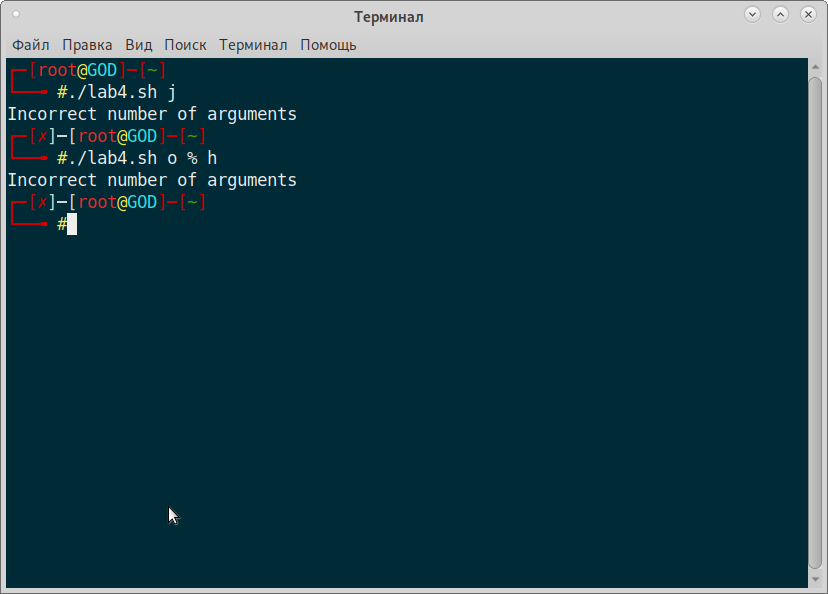 Терминал
Файл Правка Вид Поиск Терминал Помощь
┌─[root@GOD]─[~]
└──╼ #./lab4.sh j
Incorrect number of arguments
┌─[✗]─[root@GOD]─[~]
└──╼ #./lab4.sh o % h
Incorrect number of arguments
┌─[✗]─[root@GOD]─[~]
└──╼ #